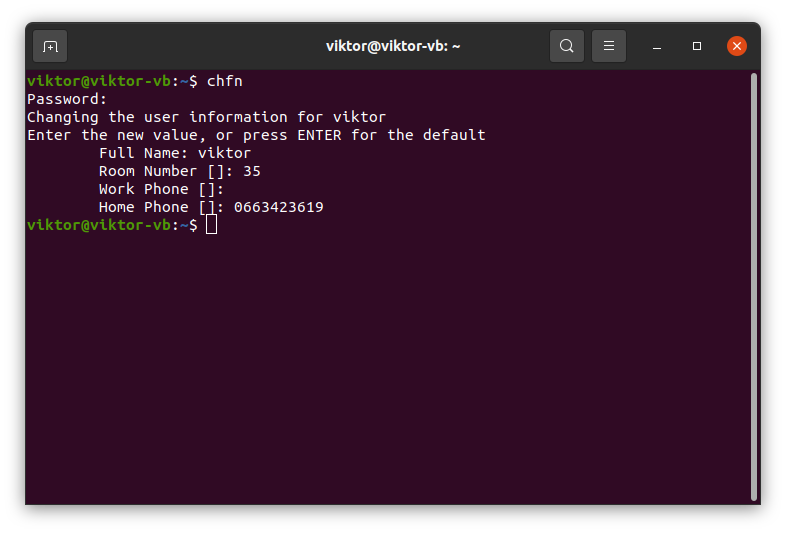 viktor@viktor-vb: ~
viktor@viktor-vb:~$ chfn
Password:
Changing the user information for viktor
Enter the new value, or press ENTER for the default
        Full Name: viktor
        Room Number []: 35
        Work Phone []:
        Home Phone []: 0663423619
viktor@viktor-vb:~$